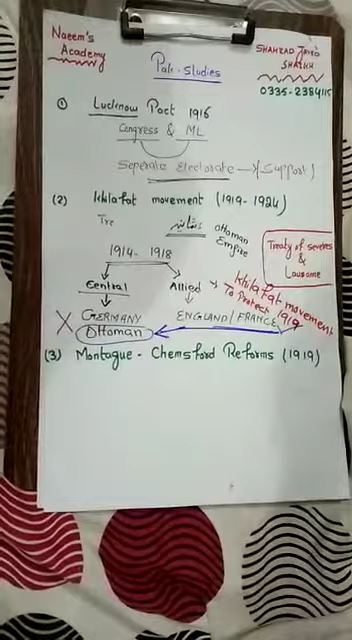 Naeem's
Academy
SHAHZAD Javed
SHAIKH
0335-2384115
Pak-Studies
(1) Lucknow Pact 1916
Congress & ML
Seperate Electorate → (Support)
(2) Khilafat movement (1919-1924)
Tre
Ottoman
Empire
1914-1918
Treaty of severes
&
Lausanne
Central
Allied
Khilafat movement
To Protect 1919
X GERMANY
ENGLAND/FRANCE
Ottoman
(3) Montague - Chemsford Reforms (1919)